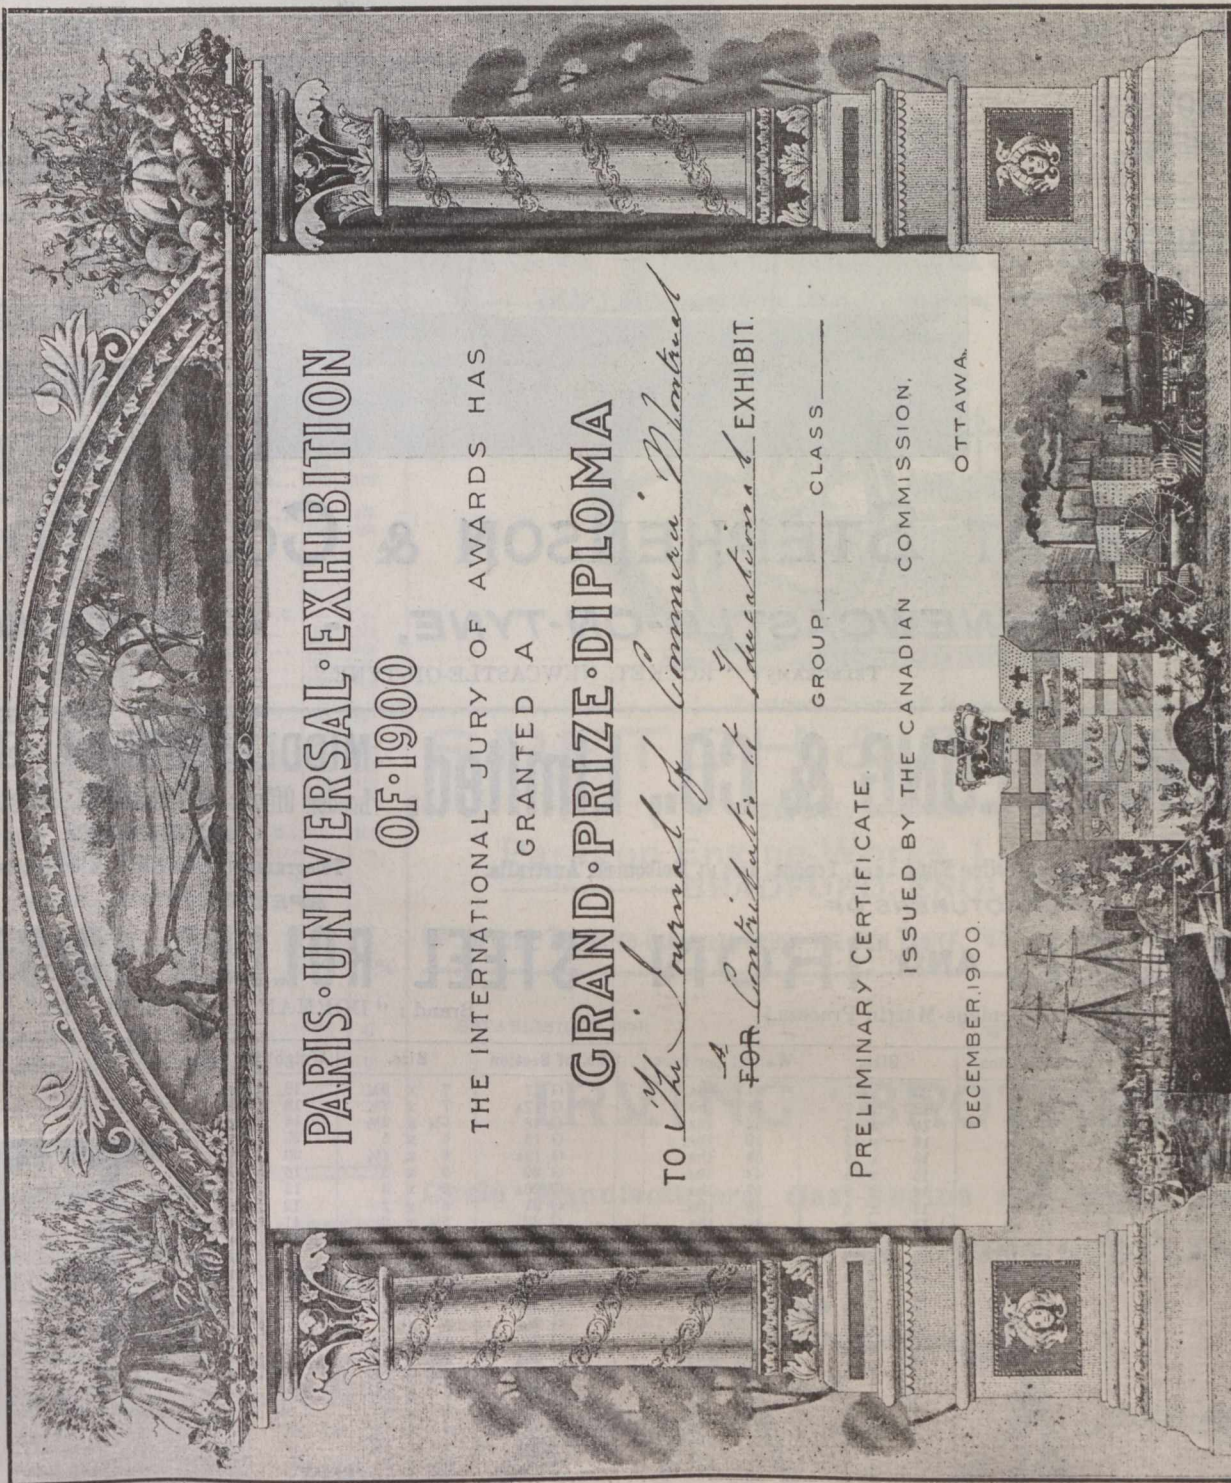 PARIS·UNIVERSAL·EXHIBITION
OF·1900
THE INTERNATIONAL JURY OF AWARDS HAS
GRANTED A
GRAND·PRIZE·DIPLOMA
TO The Journal of Commerce Montreal
A
FOR Contributor to Educational EXHIBIT.
GROUP CLASS
PRELIMINARY CERTIFICATE.
ISSUED BY THE CANADIAN COMMISSION.
DECEMBER.1900. OTTAWA.